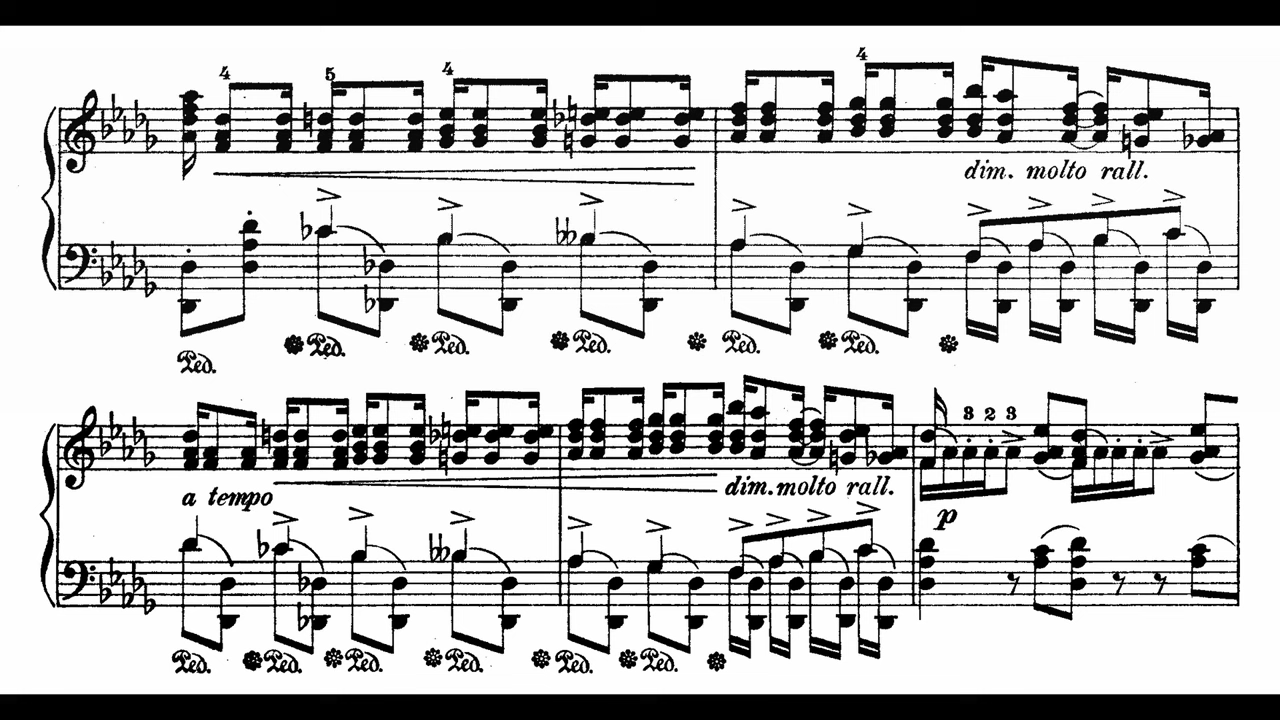 4 5 4 4
dim. molto rall.
Ped. Ped. Ped. Ped. Ped. Ped.
3 2 3
a tempo dim. molto rall.
p
Ped. Ped. Ped. Ped. Ped. Ped.